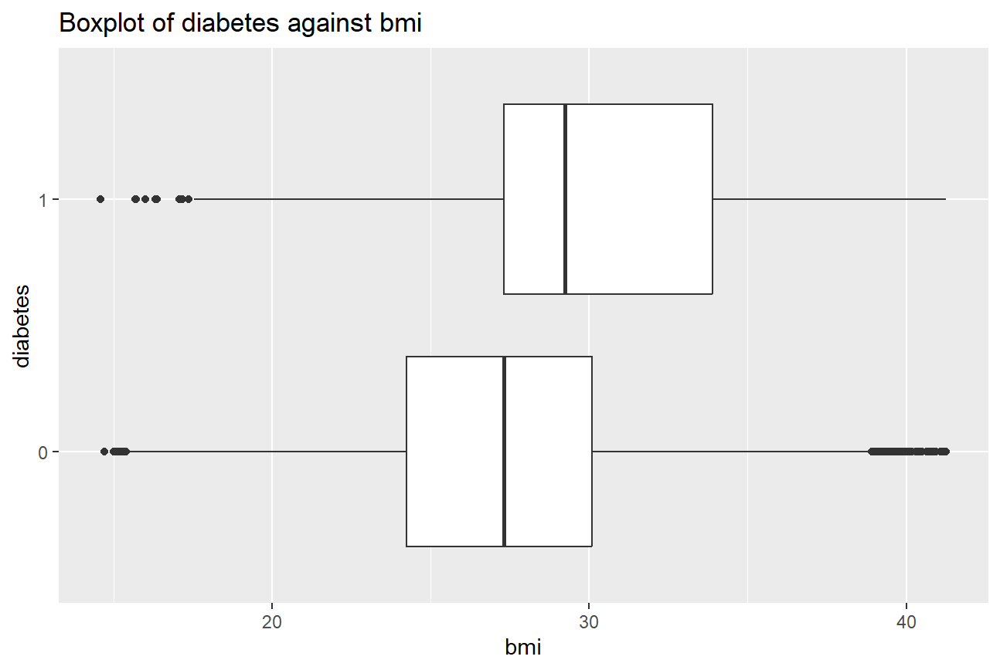 Boxplot of diabetes against bmi
diabetes
1
0
20 30 40
bmi